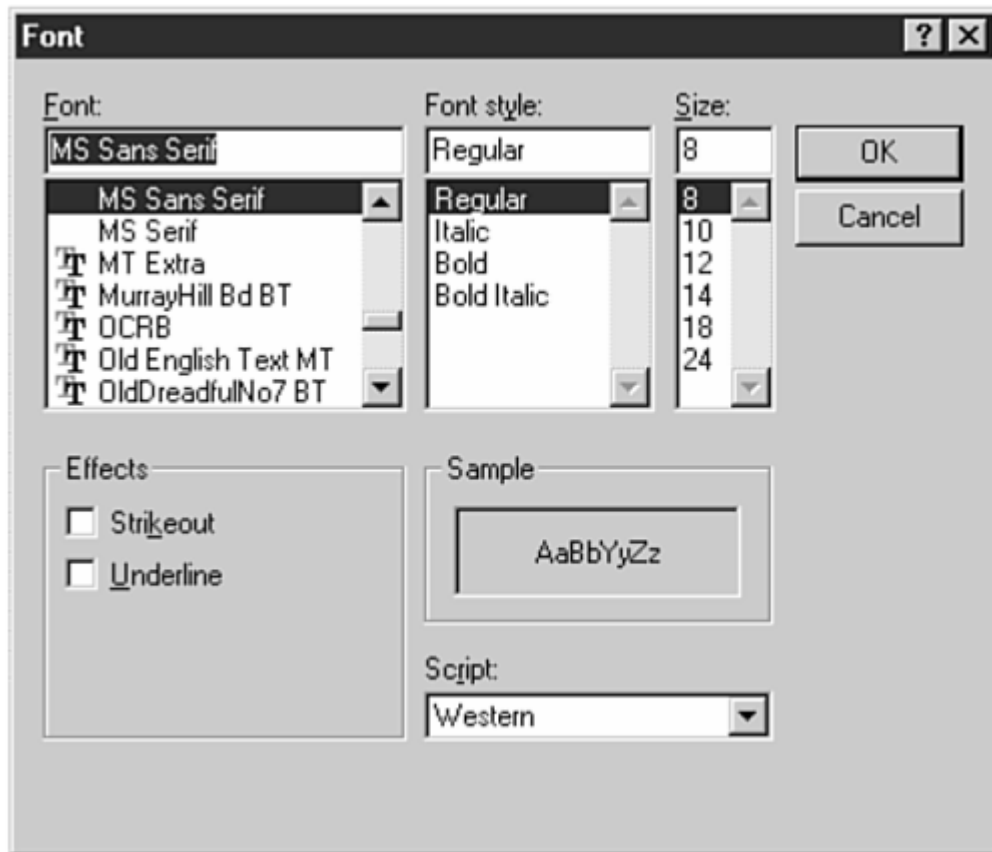 Font
Font:
MS Sans Serif
MS Sans Serif
MS Serif
MT Extra
MurrayHill Bd BT
OCRB
Old English Text MT
OldDreadfulNo7 BT
Font style:
Regular
Regular
Italic
Bold
Bold Italic
Size:
8
8
10
12
14
18
24
OK
Cancel
Effects
Strikeout
Underline
Sample
AaBbYyZz
Script:
Western